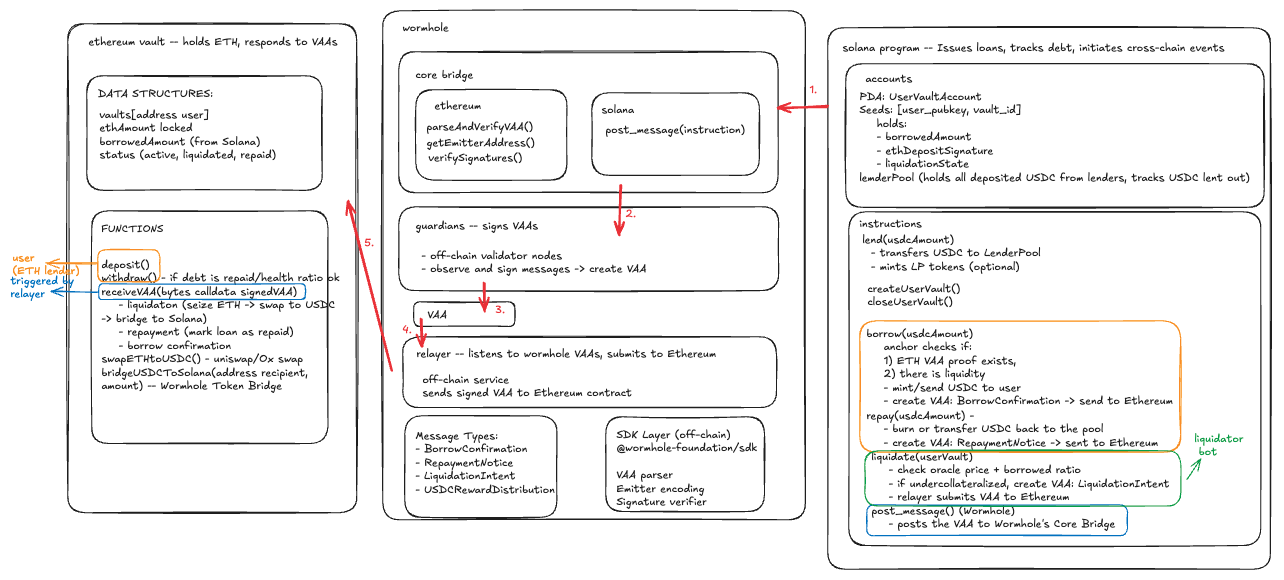 ethereum vault -- holds ETH, responds to VAAs
DATA STRUCTURES:
vaults[address user]
ethAmount locked
borrowedAmount (from Solana)
status (active, liquidated, repaid)
FUNCTIONS
deposit()
withdraw() - if debt is repaid/health ratio ok
receiveVAA(bytes calldata signedVAA)
- liquidaton (seize ETH -> swap to USDC
-> bridge to Solana)
- repayment (mark loan as repaid)
- borrow confirmation
swapETHtoUSDC() - uniswap/0x swap
bridgeUSDCToSolana(address recipient,
amount) -- Wormhole Token Bridge
user
(ETH lender)
triggered by
relayer
wormhole
core bridge
ethereum
parseAndVerifyVAA()
getEmitterAddress()
verifySignatures()
solana
post_message(instruction)
1.
2.
guardians -- signs VAAs
- off-chain validator nodes
- observe and sign messages -> create VAA
3.
VAA
4.
5.
relayer -- listens to wormhole VAAs, submits to Ethereum
off-chain service
sends signed VAA to Ethereum contract
Message Types:
- BorrowConfirmation
- RepaymentNotice
- LiquidationIntent
- USDCRewardDistribution
SDK Layer (off-chain)
@wormhole-foundation/sdk
VAA parser
Emitter encoding
Signature verifier
solana program -- Issues loans, tracks debt, initiates cross-chain events
accounts
PDA: UserVaultAccount
Seeds: [user_pubkey, vault_id]
holds:
- borrowedAmount
- ethDepositSignature
- liquidationState
lemderPool (holds all deposited USDC from lenders, tracks USDC lent out)
instructions
lend(usdcAmount)
- transfers USDC to LenderPool
- mints LP tokens (optional)
createUserVault()
closeUserVault()
borrow(usdcAmount)
anchor checks if:
1) ETH VAA proof exists,
2) there is liquidity
- mint/send USDC to user
- create VAA: BorrowConfirmation -> send to Ethereum
repay(usdcAmount) -
- burn or transfer USDC back to the pool
- create VAA: RepaymentNotice -> sent to Ethereum
liquidate(userVault)
- check oracle price + borrowed ratio
- if undercollateralized, create VAA: LiquidationIntent
- relayer submits VAA to Ethereum
post_message() (Wormhole)
- posts the VAA to Wormhole's Core Bridge
liquidator
bot